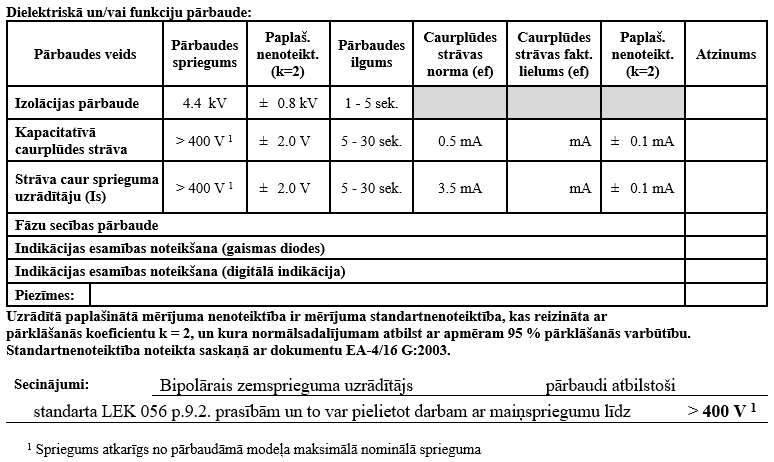 Dielektriskā un/vai funkciju pārbaude:
Pārbaudes veids | Pārbaudes spriegums | Paplaš. nenoteikt. (k=2) | Pārbaudes ilgums | Caurplūdes strāvas norma (ef) | Caurplūdes strāvas fakt. lielums (ef) | Paplaš. nenoteikt. (k=2) | Atzinums
Izolācijas pārbaude | 4.4 kV | ± 0.8 kV | 1 - 5 sek.
Kapacitatīvā caurplūdes strāva | > 400 V ¹ | ± 2.0 V | 5 - 30 sek. | 0.5 mA | mA | ± 0.1 mA
Strāva caur sprieguma uzrādītāju (Is) | > 400 V ¹ | ± 2.0 V | 5 - 30 sek. | 3.5 mA | mA | ± 0.1 mA
Fāzu secības pārbaude
Indikācijas esamības noteikšana (gaismas diodes)
Indikācijas esamības noteikšana (digitālā indikācija)
Piezīmes:
Uzrādītā paplašinātā mērījuma nenoteiktība ir mērījuma standartnenoteiktība, kas reizināta ar
pārklāšanās koeficientu k = 2, un kura normālsadalījumam atbilst ar apmēram 95 % pārklāšanās varbūtību.
Standartnenoteiktība noteikta saskaņā ar dokumentu EA-4/16 G:2003.
Secinājumi: Bipolārais zemsprieguma uzrādītājs pārbaudi atbilstoši
standarta LEK 056 p.9.2. prasībām un to var pielietot darbam ar maiņspriegumu līdz > 400 V ¹
¹ Spriegums atkarīgs no pārbaudāmā modeļa maksimālā nominālā sprieguma